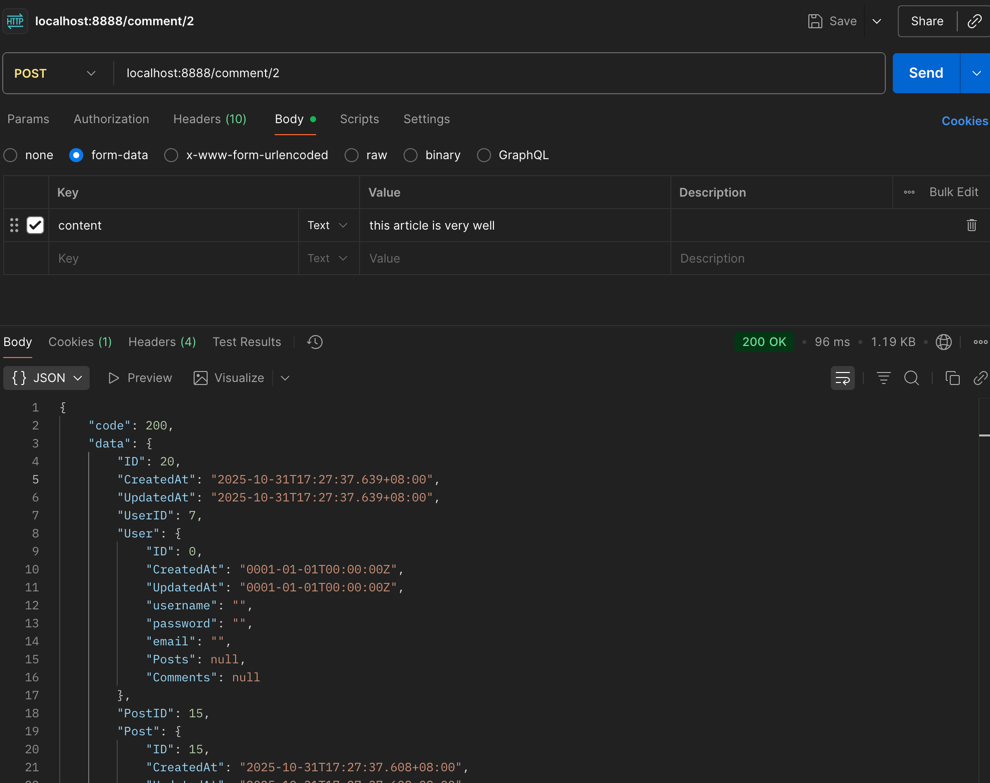 HTTP localhost:8888/comment/2 Save Share
POST localhost:8888/comment/2 Send
Params Authorization Headers (10) Body Scripts Settings Cookies
none form-data x-www-form-urlencoded raw binary GraphQL
Key Value Description Bulk Edit
content Text this article is very well
Key Text Value Description
Body Cookies (1) Headers (4) Test Results 200 OK 96 ms 1.19 KB
{} JSON Preview Visualize
1 {
2 "code": 200,
3 "data": {
4 "ID": 20,
5 "CreatedAt": "2025-10-31T17:27:37.639+08:00",
6 "UpdatedAt": "2025-10-31T17:27:37.639+08:00",
7 "UserID": 7,
8 "User": {
9 "ID": 0,
10 "CreatedAt": "0001-01-01T00:00:00Z",
11 "UpdatedAt": "0001-01-01T00:00:00Z",
12 "username": "",
13 "password": "",
14 "email": "",
15 "Posts": null,
16 "Comments": null
17 },
18 "PostID": 15,
19 "Post": {
20 "ID": 15,
21 "CreatedAt": "2025-10-31T17:27:37.608+08:00",